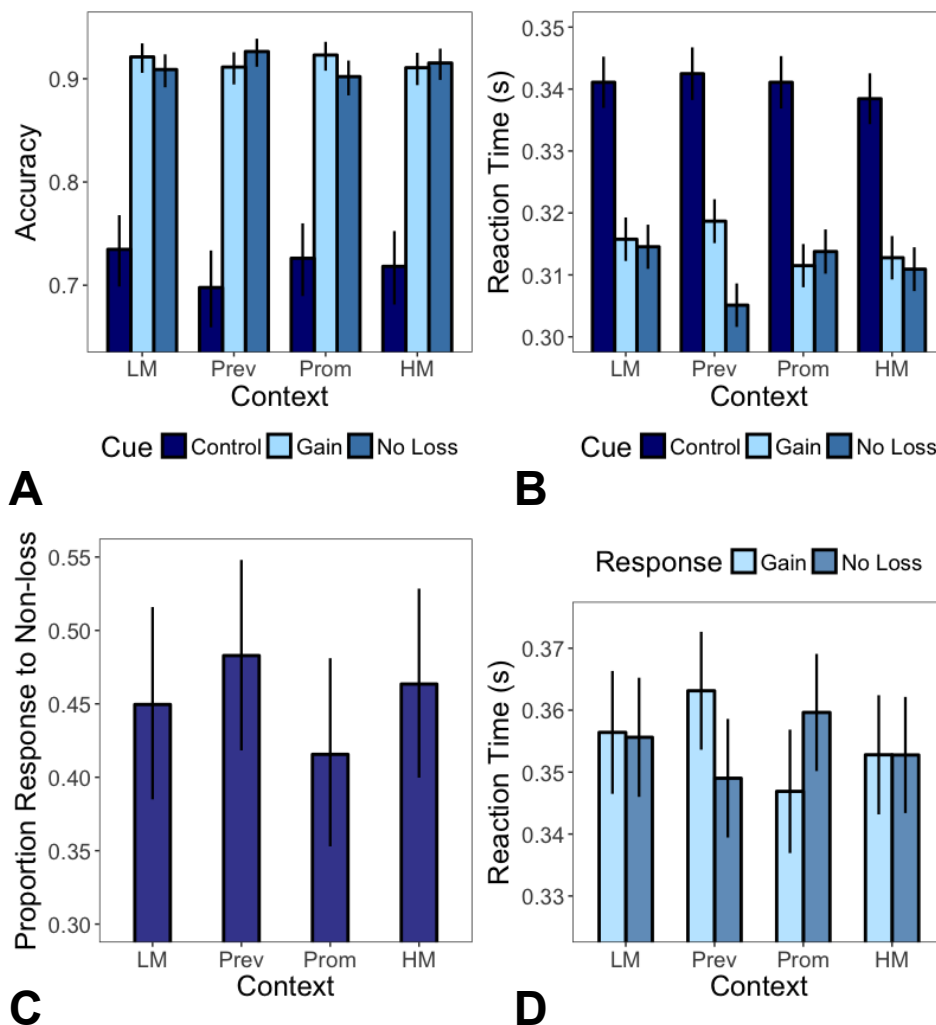 Accuracy
0.9
0.8
0.7
LM Prev Prom HM
Context
Cue Control Gain No Loss
A
Reaction Time (s)
0.35
0.34
0.33
0.32
0.31
0.30
LM Prev Prom HM
Context
Cue Control Gain No Loss
B
Proportion Response to Non-loss
0.55
0.50
0.45
0.40
0.35
0.30
LM Prev Prom HM
Context
C
Response Gain No Loss
Reaction Time (s)
0.37
0.36
0.35
0.34
0.33
LM Prev Prom HM
Context
D